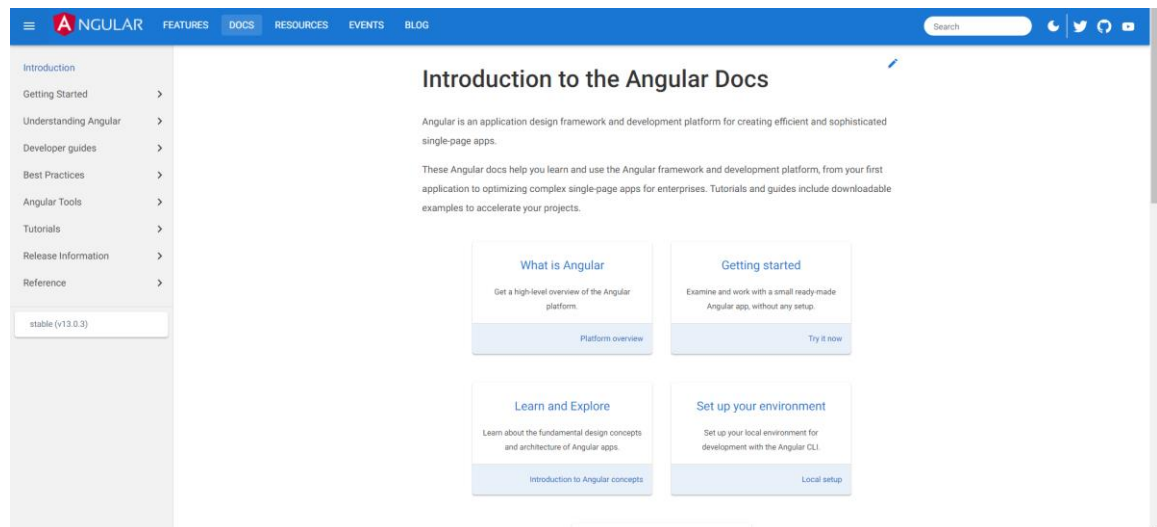 ANGULAR FEATURES DOCS RESOURCES EVENTS BLOG Search
Introduction
Getting Started
Understanding Angular
Developer guides
Best Practices
Angular Tools
Tutorials
Release Information
Reference
stable (v13.0.3)
Introduction to the Angular Docs
Angular is an application design framework and development platform for creating efficient and sophisticated
single-page apps.
These Angular docs help you learn and use the Angular framework and development platform, from your first
application to optimizing complex single-page apps for enterprises. Tutorials and guides include downloadable
examples to accelerate your projects.
What is Angular
Get a high-level overview of the Angular
platform.
Platform overview
Getting started
Examine and work with a small ready-made
Angular app, without any setup.
Try it now
Learn and Explore
Learn about the fundamental design concepts
and architecture of Angular apps.
Introduction to Angular concepts
Set up your environment
Set up your local environment for
development with the Angular CLI.
Local setup